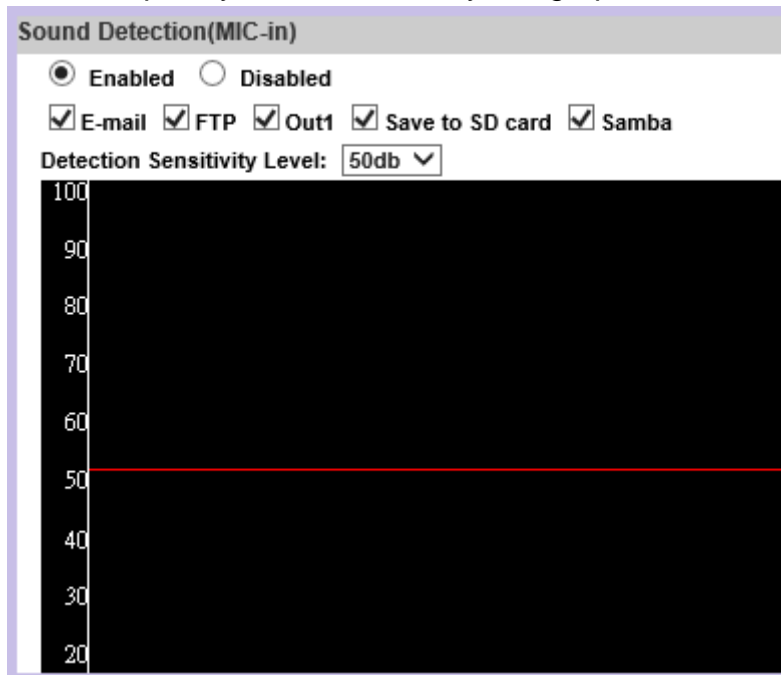 Sound Detection(MIC-in)
Enabled Disabled
E-mail FTP Out1 Save to SD card Samba
Detection Sensitivity Level: 50db
100
90
80
70
60
50
40
30
20